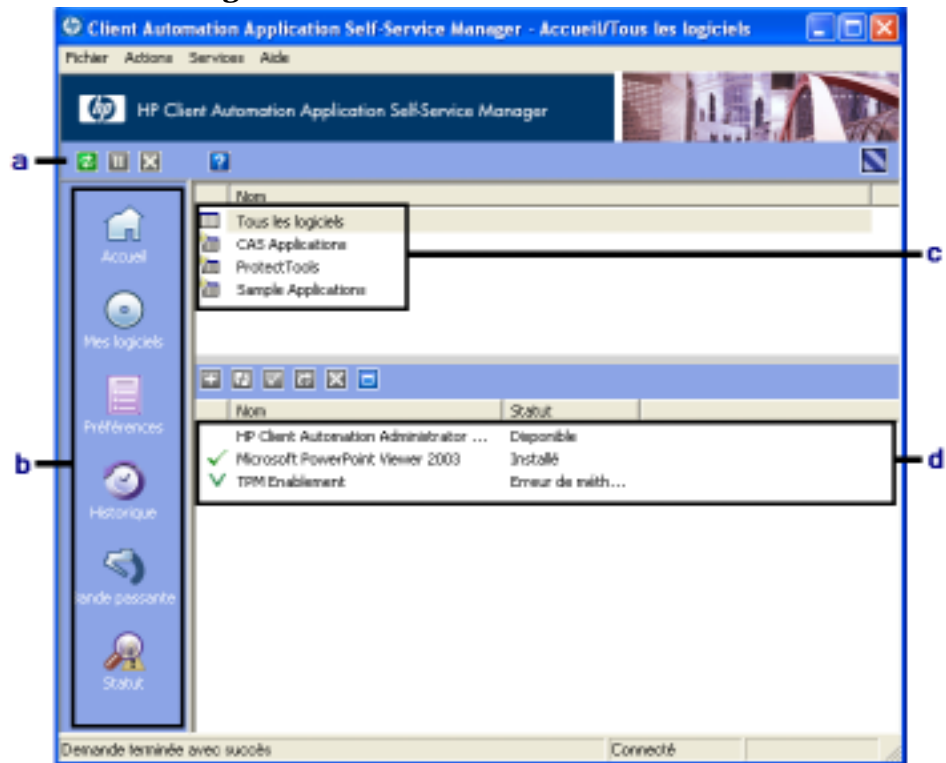 Client Automation Application Self-Service Manager - Accueil/Tous les logiciels
Fichier Actions Services Aide
hp HP Client Automation Application Self-Service Manager
a
Nom
Tous les logiciels
CAS Applications
ProtectTools
Sample Applications
c
Accueil
Mes logiciels
Préférences
Historique
ande passante
Statut
b
Nom Statut
HP Client Automation Administrator ... Disponible
Microsoft PowerPoint Viewer 2003 Installé
TPM Enablement Erreur de méth...
d
Demande terminée avec succès Connecté